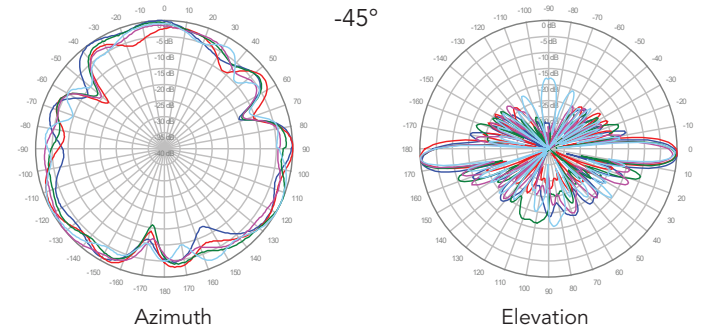 -45°
-10 0 10
-20 20
-30 30
-40 40
-50 50
-60 60
-70 70
-80 80
-90 90
-100 100
-110 110
-120 120
-130 130
-140 140
-150 150
-160 -170 180 170 160
-5 dB
-10 dB
-15 dB
-20 dB
-25 dB
-30 dB
-35 dB
-40 dB
Azimuth
-100 -90 -80
-110 -70
-120 -60
-130 -50
-140 -40
-150 -30
-160 -20
-170 -10
180 0
170 10
160 20
150 30
140 40
130 50
120 60
110 100 90 80 70
0 dB
-5 dB
-10 dB
-15 dB
-20 dB
-25 dB
Elevation